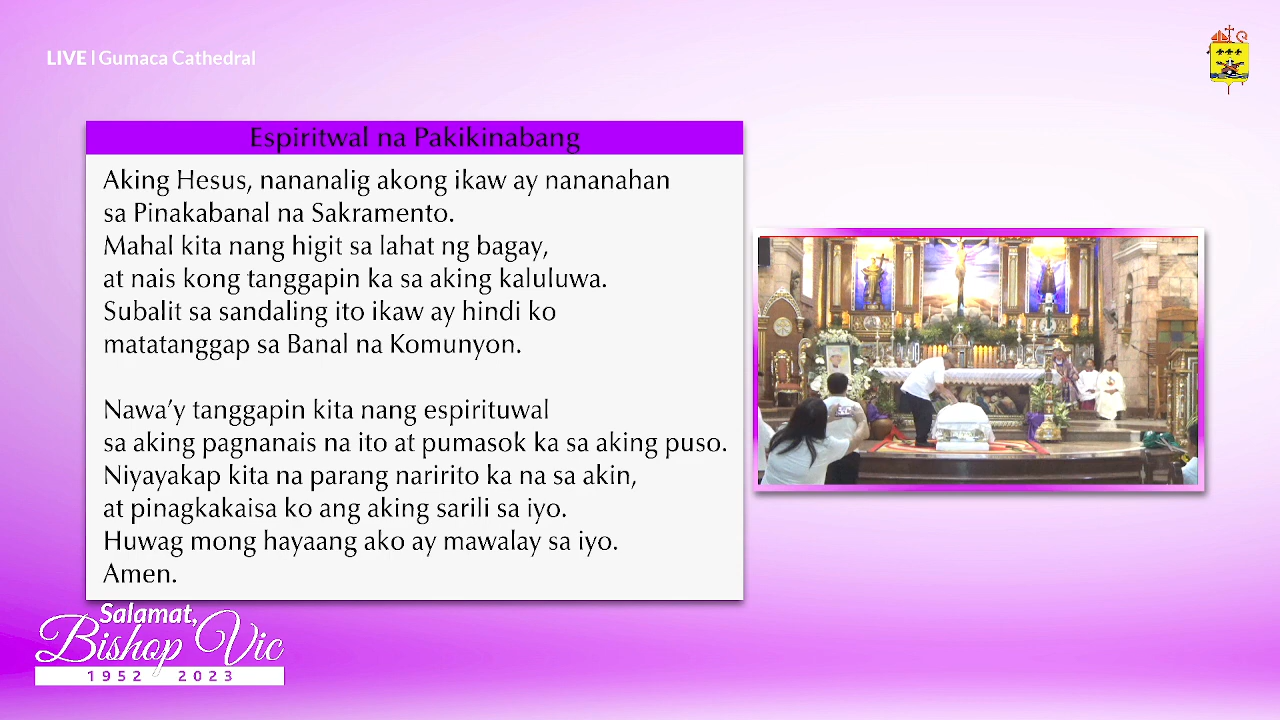 LIVE | Gumaca Cathedral
Espiritwal na Pakikinabang
Aking Hesus, nananalig akong ikaw ay nananahan
sa Pinakabanal na Sakramento.
Mahal kita nang higit sa lahat ng bagay,
at nais kong tanggapin ka sa aking kaluluwa.
Subalit sa sandaling ito ikaw ay hindi ko
matatanggap sa Banal na Komunyon.
Nawa'y tanggapin kita nang espirituwal
sa aking pagnanais na ito at pumasok ka sa aking puso.
Niyayakap kita na parang naririto ka na sa akin,
at pinagkakaisa ko ang aking sarili sa iyo.
Huwag mong hayaang ako ay mawalay sa iyo.
Amen.
Salamat,
Bishop Vic
1952 2023